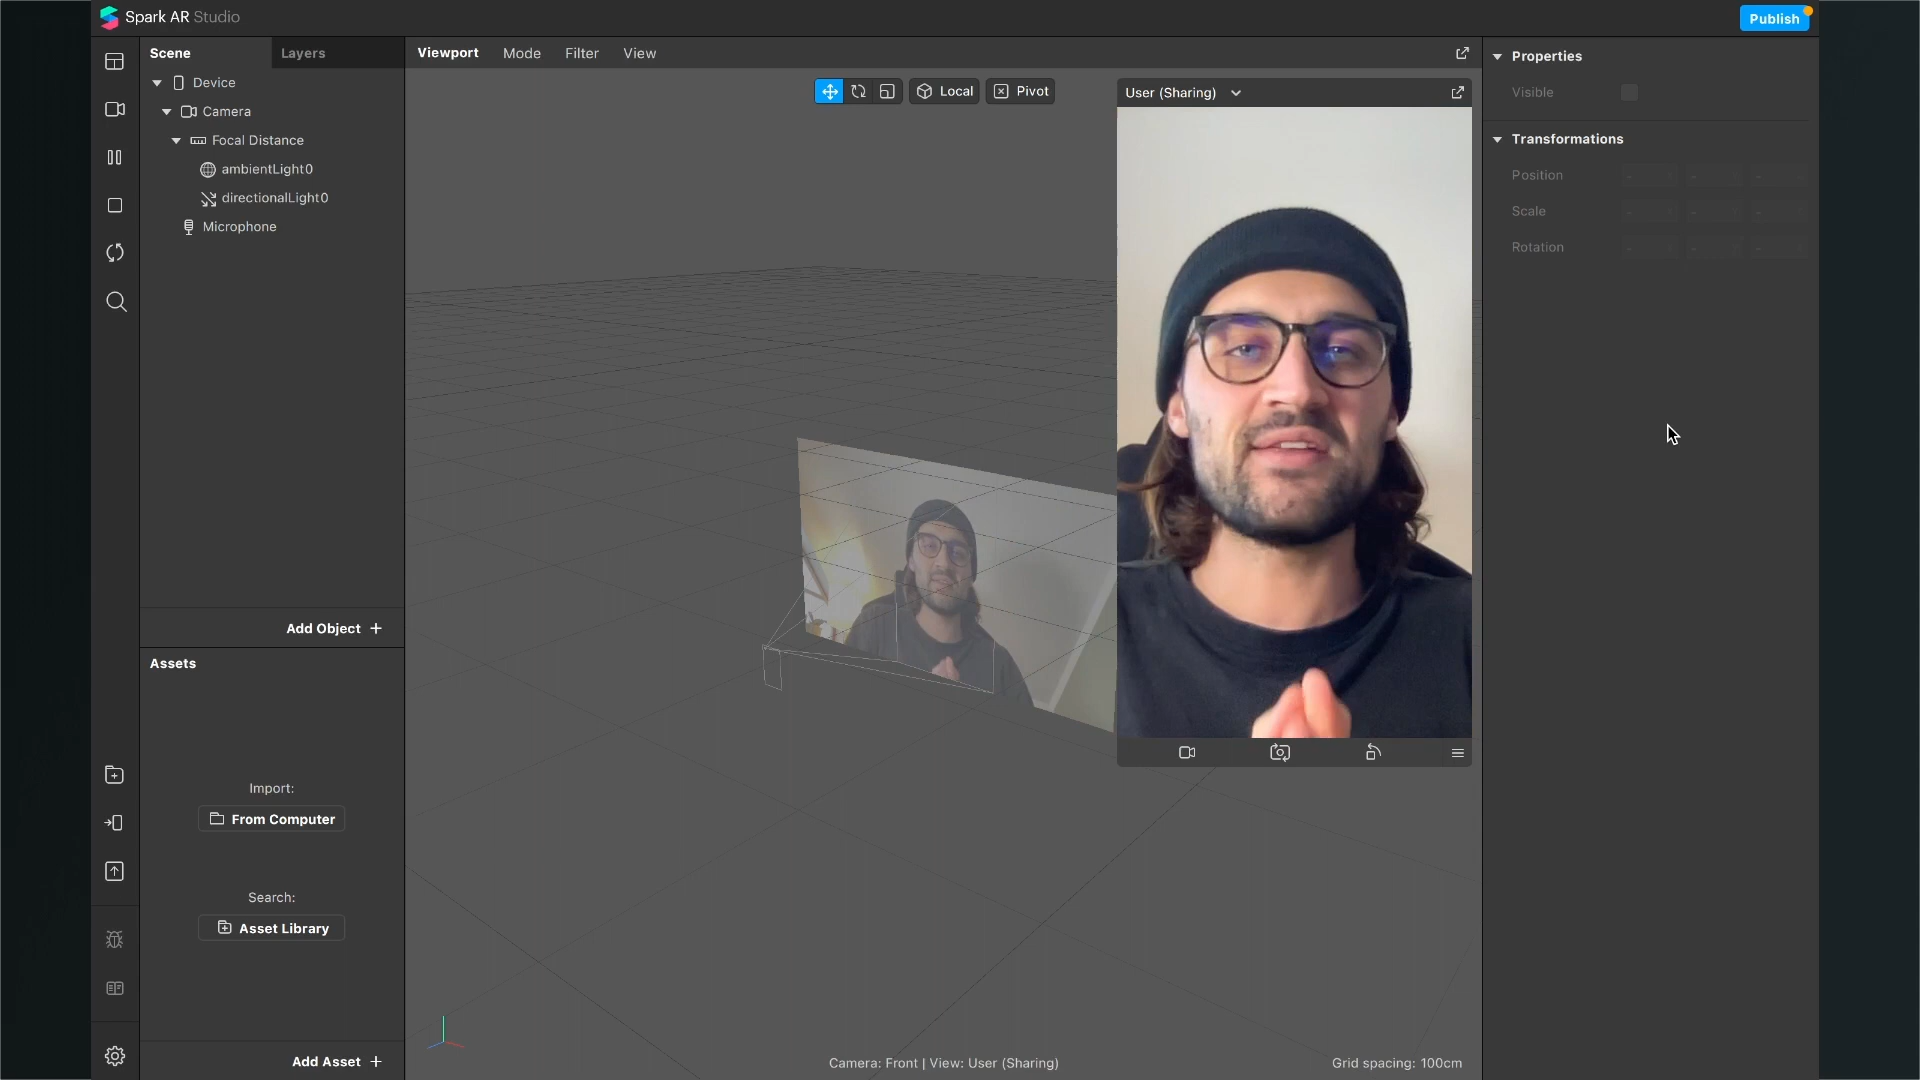 Spark AR Studio
Publish
Scene
Layers
Device
Camera
Focal Distance
ambientLight0
directionalLight0
Microphone
Add Object +
Assets
Import:
From Computer
Search:
Asset Library
Add Asset +
Viewport Mode Filter View
Local
Pivot
User (Sharing)
Camera: Front | View: User (Sharing)
Grid spacing: 100cm
Properties
Visible
Transformations
Position
Scale
Rotation